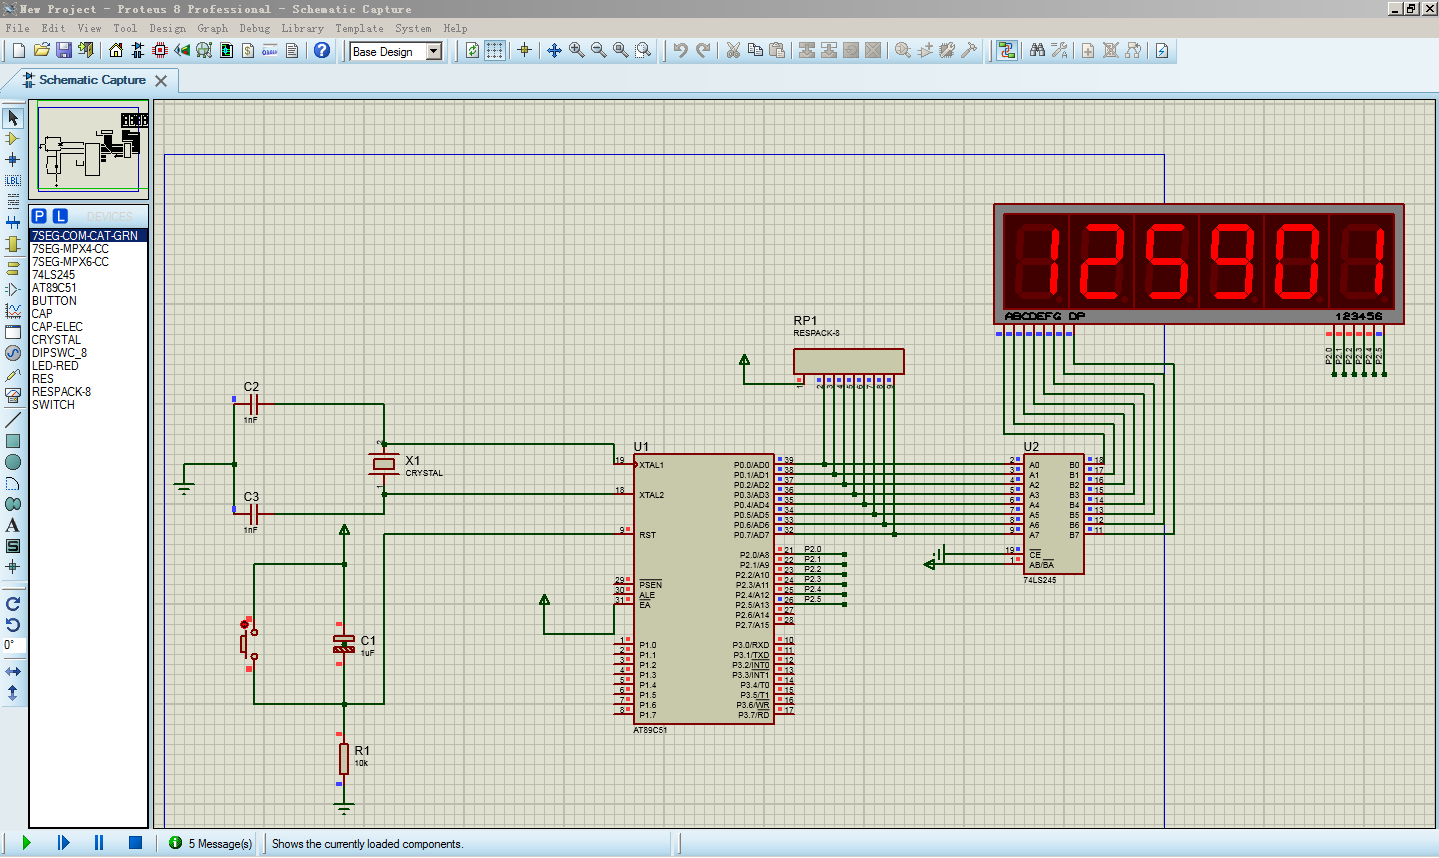 New Project - Proteus 8 Professional - Schematic Capture
File Edit View Tool Design Graph Debug Library Template System Help
Base Design
Schematic Capture
P L DEVICES
7SEG-COM-CAT-GRN
7SEG-MPX4-CC
7SEG-MPX6-CC
74LS245
AT89C51
BUTTON
CAP
CAP-ELEC
CRYSTAL
DIPSWC_8
LED-RED
RES
RESPACK-8
SWITCH
LBL
A
S
0°
125901
ABCDEFG DP 123456
P2.0 P2.1 P2.2 P2.3 P2.4 P2.5
RP1
RESPACK-8
1 2 3 4 5 6 7 8 9
C2
1nF
2
X1
CRYSTAL
1
C3
1nF
C1
1uF
R1
10k
U1
19 XTAL1
18 XTAL2
9 RST
29 PSEN
30 ALE
31 EA
1 P1.0
2 P1.1
3 P1.2
4 P1.3
5 P1.4
6 P1.5
7 P1.6
8 P1.7
P0.0/AD0 39
P0.1/AD1 38
P0.2/AD2 37
P0.3/AD3 36
P0.4/AD4 35
P0.5/AD5 34
P0.6/AD6 33
P0.7/AD7 32
P2.0/A8 21 P2.0
P2.1/A9 22 P2.1
P2.2/A10 23 P2.2
P2.3/A11 24 P2.3
P2.4/A12 25 P2.4
P2.5/A13 26 P2.5
P2.6/A14 27
P2.7/A15 28
P3.0/RXD 10
P3.1/TXD 11
P3.2/INT0 12
P3.3/INT1 13
P3.4/T0 14
P3.5/T1 15
P3.6/WR 16
P3.7/RD 17
AT89C51
U2
2 A0 B0 18
3 A1 B1 17
4 A2 B2 16
5 A3 B3 15
6 A4 B4 14
7 A5 B5 13
8 A6 B6 12
9 A7 B7 11
19 CE
1 AB/BA
74LS245
5 Message(s)
Shows the currently loaded components.